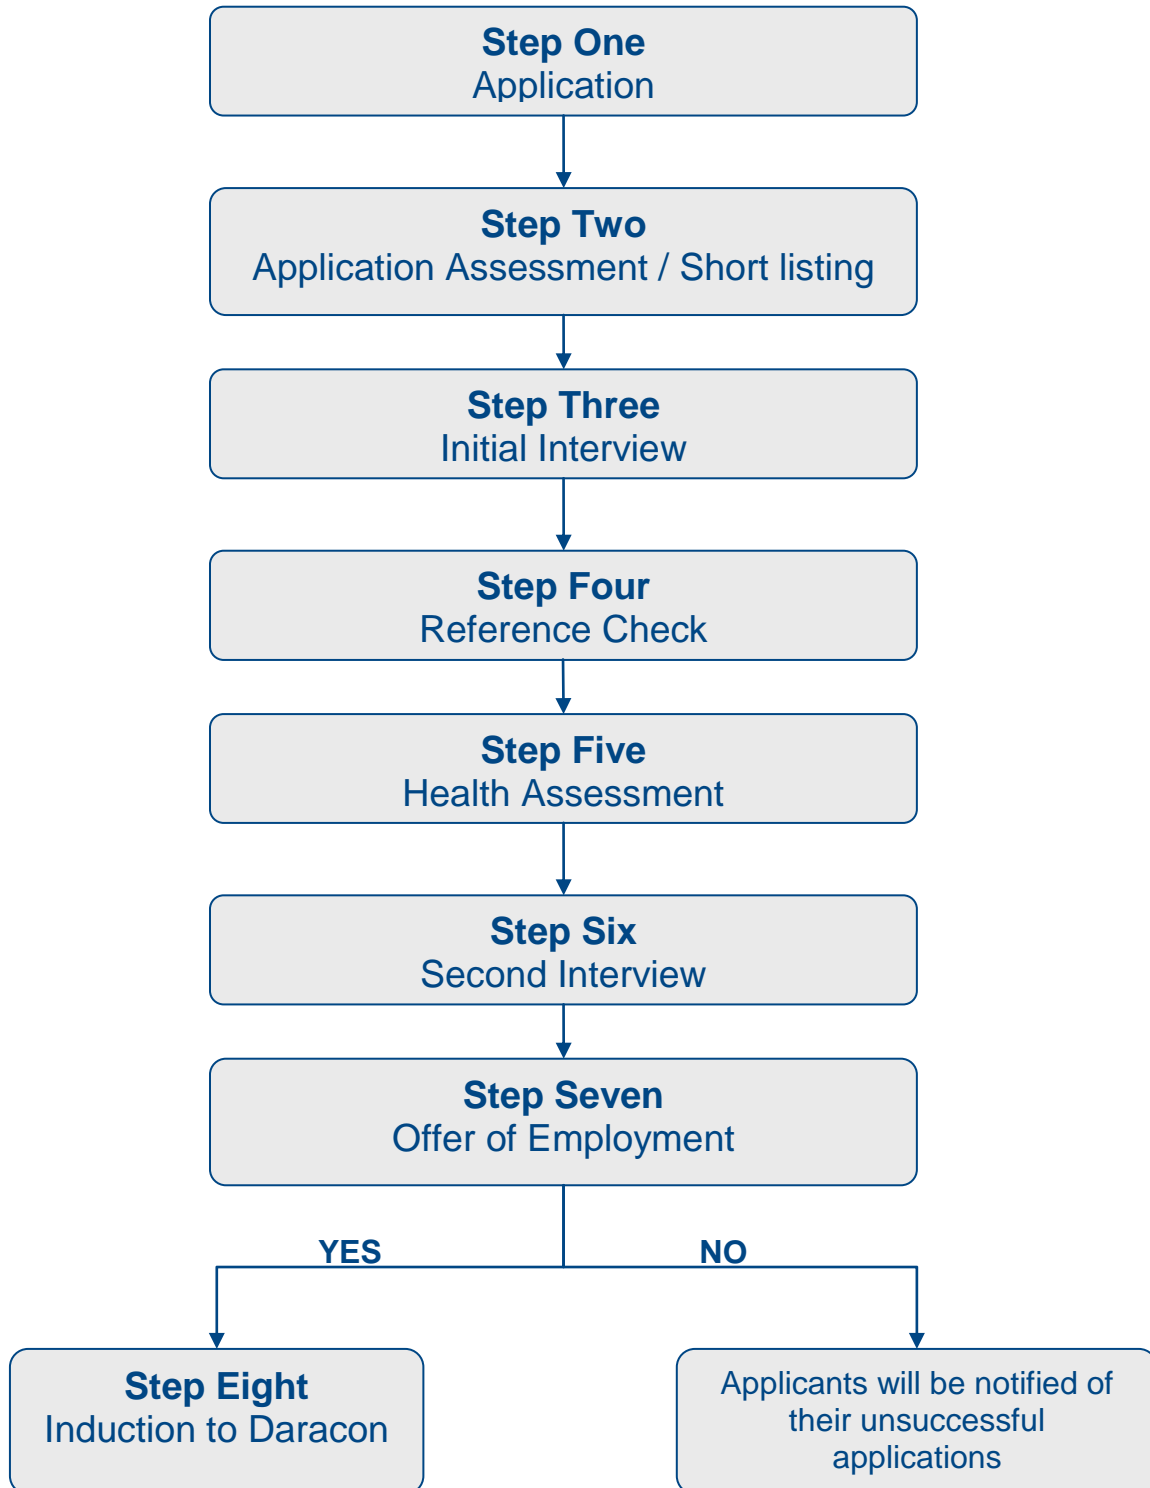 Step One
Application
Step Two
Application Assessment / Short listing
Step Three
Initial Interview
Step Four
Reference Check
Step Five
Health Assessment
Step Six
Second Interview
Step Seven
Offer of Employment
YES
NO
Step Eight
Induction to Daracon
Applicants will be notified of
their unsuccessful
applications